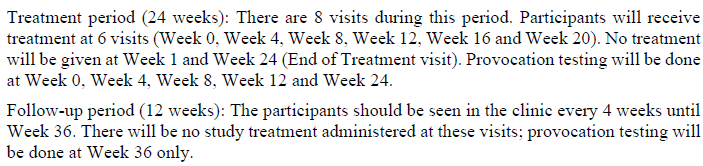 Treatment period (24 weeks): There are 8 visits during this period. Participants will receive
treatment at 6 visits (Week 0, Week 4, Week 8, Week 12, Week 16 and Week 20). No treatment
will be given at Week 1 and Week 24 (End of Treatment visit). Provocation testing will be done
at Week 0, Week 4, Week 8, Week 12 and Week 24.
Follow-up period (12 weeks): The participants should be seen in the clinic every 4 weeks until
Week 36. There will be no study treatment administered at these visits; provocation testing will
be done at Week 36 only.